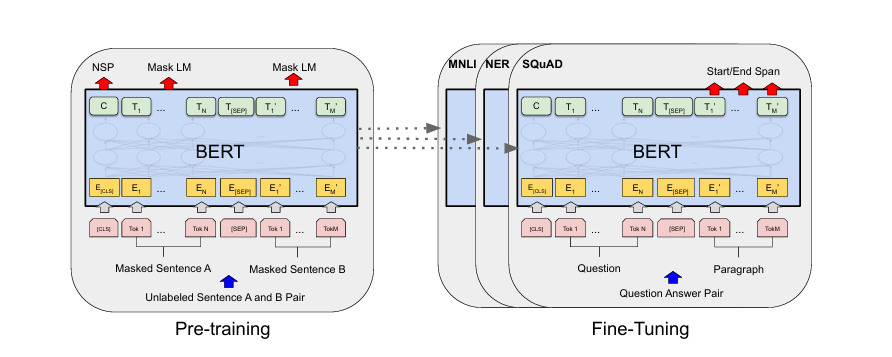 NSP Mask LM Mask LM
C T1 ... TN T[SEP] T1' ... TM'
BERT
E[CLS] E1 ... EN E[SEP] E1' ... EM'
[CLS] Tok 1 ... Tok N [SEP] Tok 1 ... TokM
Masked Sentence A Masked Sentence B
Unlabeled Sentence A and B Pair
Pre-training
MNLI NER SQuAD
Start/End Span
C T1 ... TN T[SEP] T1' ... TM'
BERT
E[CLS] E1 ... EN E[SEP] E1' ... EM'
[CLS] Tok 1 ... Tok N [SEP] Tok 1 ... TokM
Question Paragraph
Question Answer Pair
Fine-Tuning